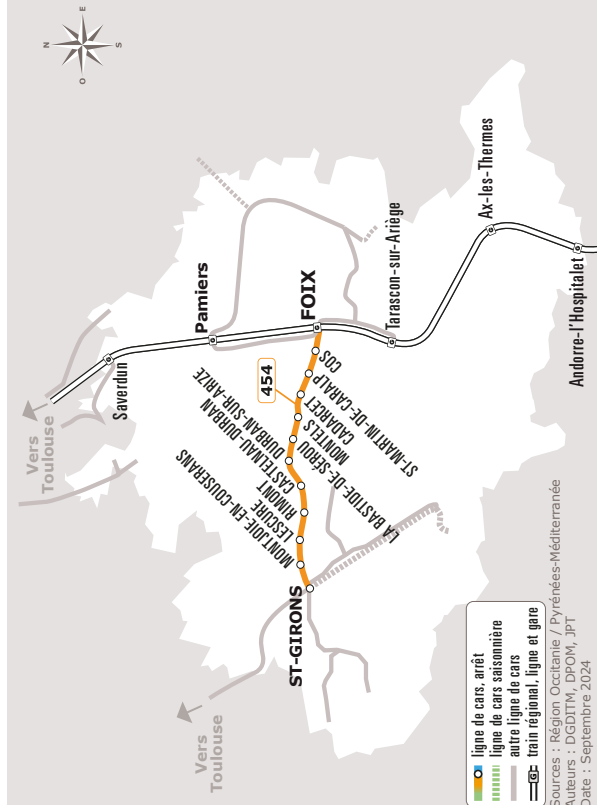 N
E
S
O
Vers
Toulouse
Saverdun
Pamiers
FOIX
454
Tarascon-sur-Ariège
Ax-les-Thermes
Andorre-l'Hospitalet
COS
ST-MARTIN-DE-CARALP
CADARCET
MONTELS
LA BASTIDE-DE-SÉROU
DURBAN-SUR-ARIZE
CASTELNAU-DURBAN
RIMONT
LESCURE
MONTJOIE-EN-COUSERANS
ST-GIRONS
Vers
Toulouse
ligne de cars, arrêt
ligne de cars saisonnière
autre ligne de cars
G
train régional, ligne et gare
Sources : Région Occitanie / Pyrénées-Méditerranée
Auteurs : DGDITM, DPOM, JPT
Date : Septembre 2024